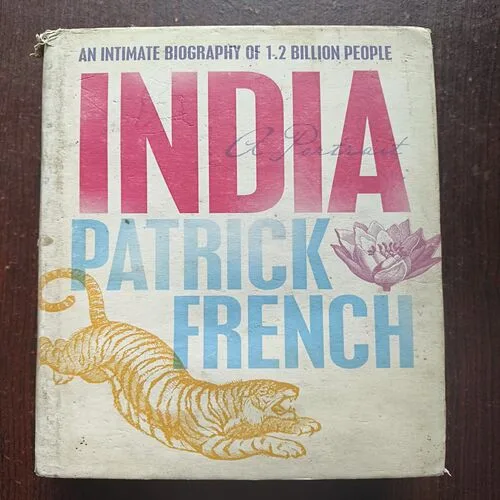 AN INTIMATE BIOGRAPHY OF 1.2 BILLION PEOPLE
INDIA
A Portrait
PATRICK
FRENCH